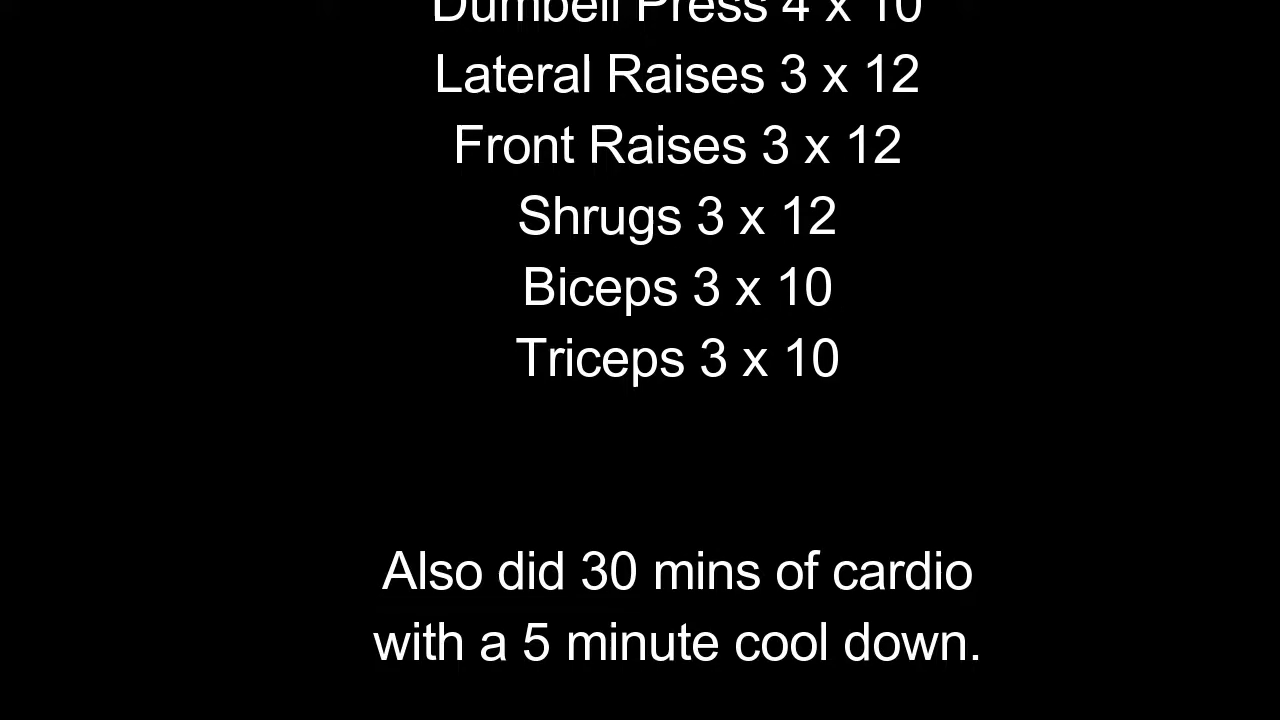 Dumbell Press 4 x 10
Lateral Raises 3 x 12
Front Raises 3 x 12
Shrugs 3 x 12
Biceps 3 x 10
Triceps 3 x 10
Also did 30 mins of cardio
with a 5 minute cool down.